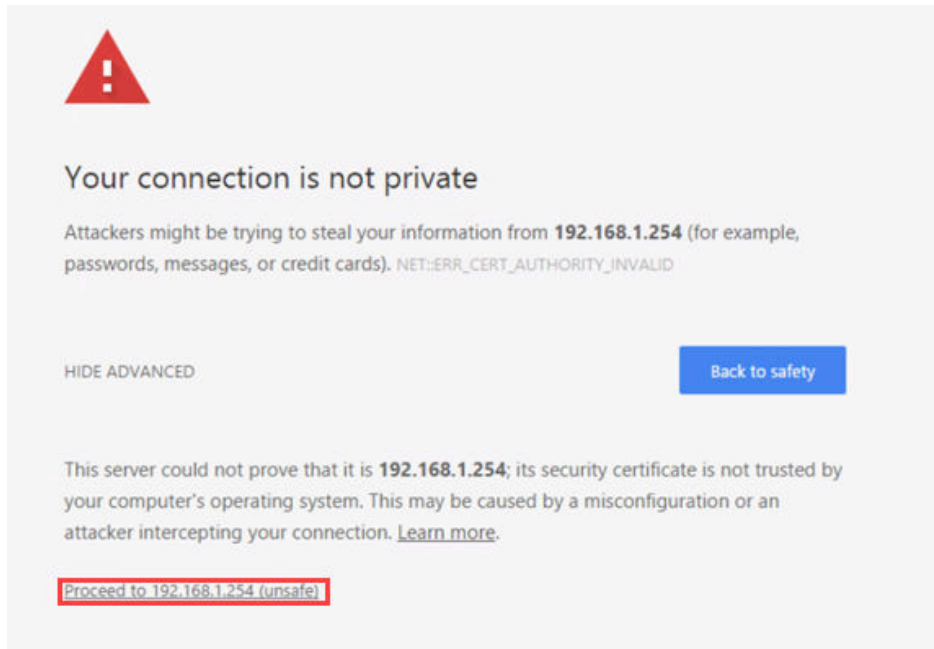 Your connection is not private
Attackers might be trying to steal your information from 192.168.1.254 (for example,
passwords, messages, or credit cards). NET::ERR_CERT_AUTHORITY_INVALID
HIDE ADVANCED
Back to safety
This server could not prove that it is 192.168.1.254; its security certificate is not trusted by
your computer's operating system. This may be caused by a misconfiguration or an
attacker intercepting your connection. Learn more.
Proceed to 192.168.1.254 (unsafe)